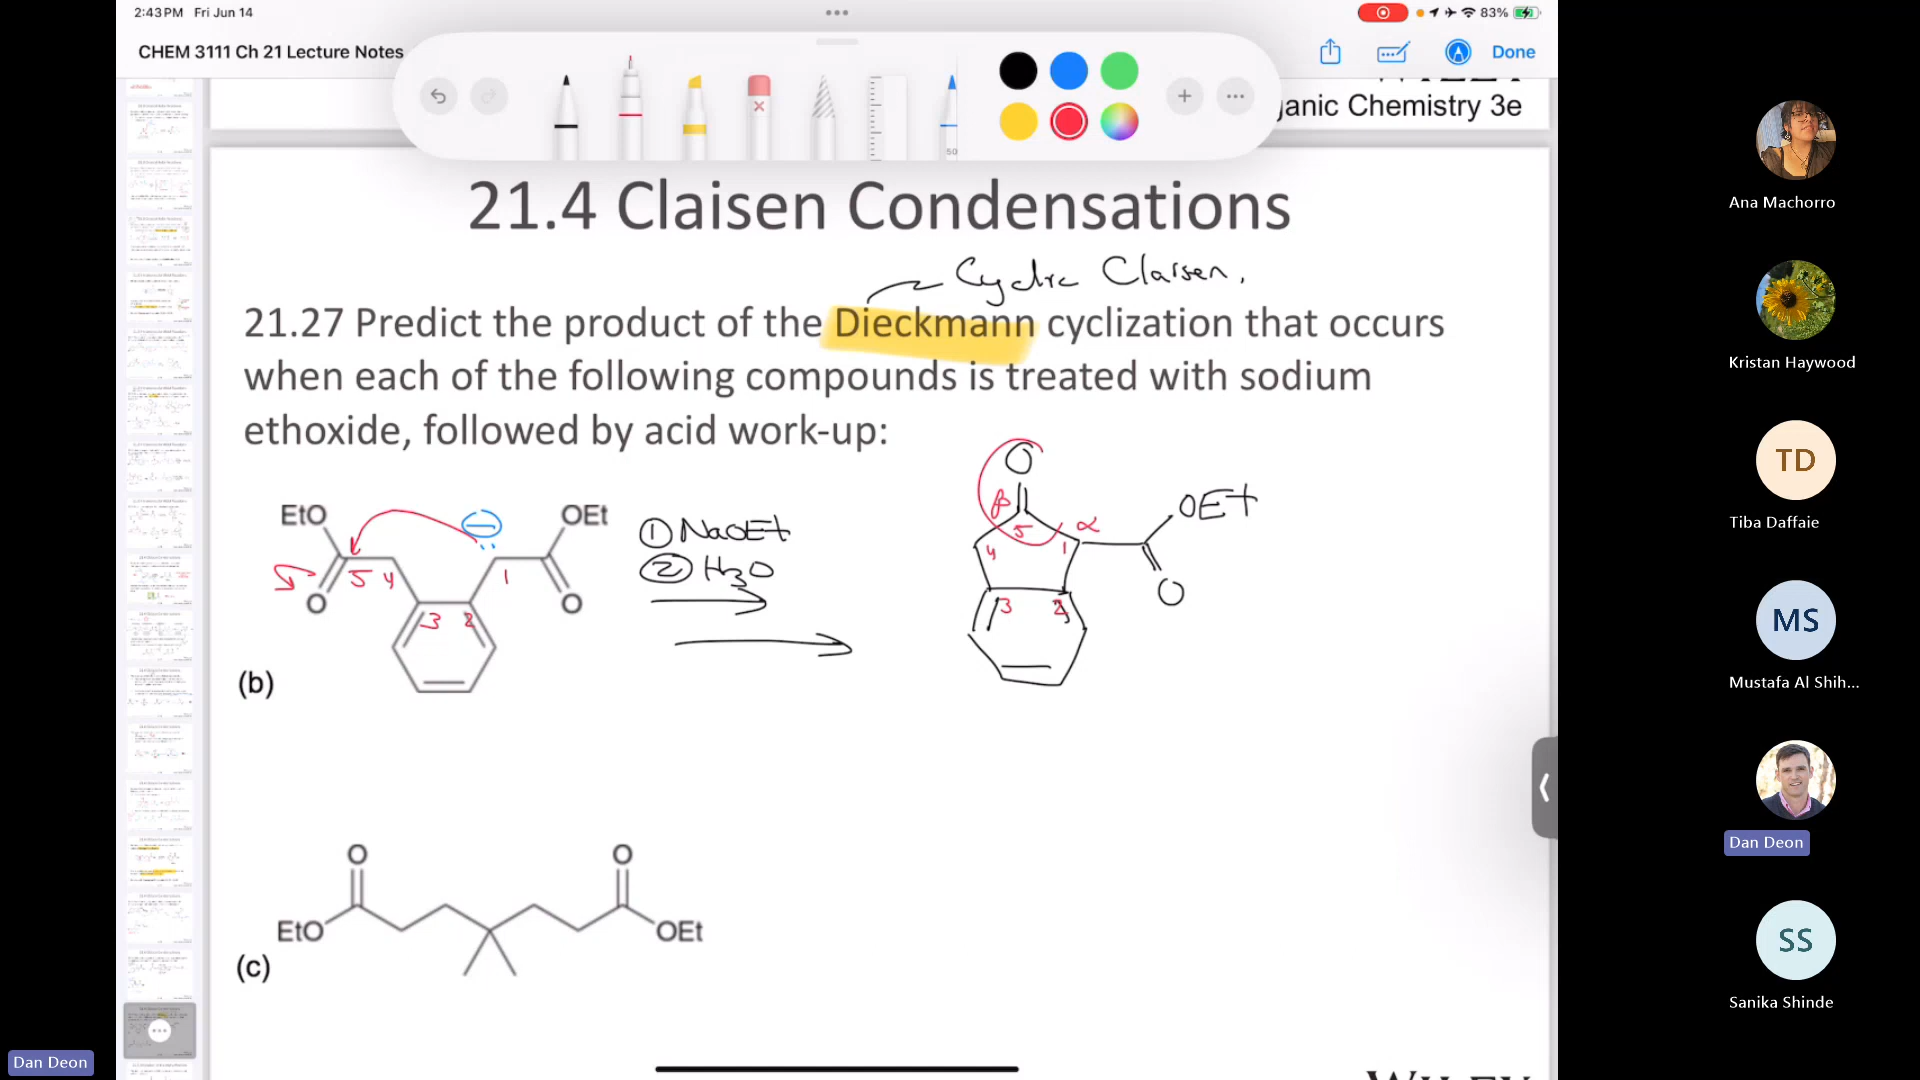 2:43 PM Fri Jun 14
83%
CHEM 3111 Ch 21 Lecture Notes
Done
50
ganic Chemistry 3e
21.4 Claisen Condensations
Cyclic Claisen.
21.27 Predict the product of the Dieckmann cyclization that occurs
when each of the following compounds is treated with sodium
ethoxide, followed by acid work-up:
EtO
OEt
O
O
5 4 3 2 1
(b)
① NaOEt
② H₃O
O
OEt
O
β α
5 4 1 3 2
O
O
EtO
OEt
(c)
Ana Machorro
Kristan Haywood
TD
Tiba Daffaie
MS
Mustafa Al Shih...
Dan Deon
SS
Sanika Shinde
Dan Deon